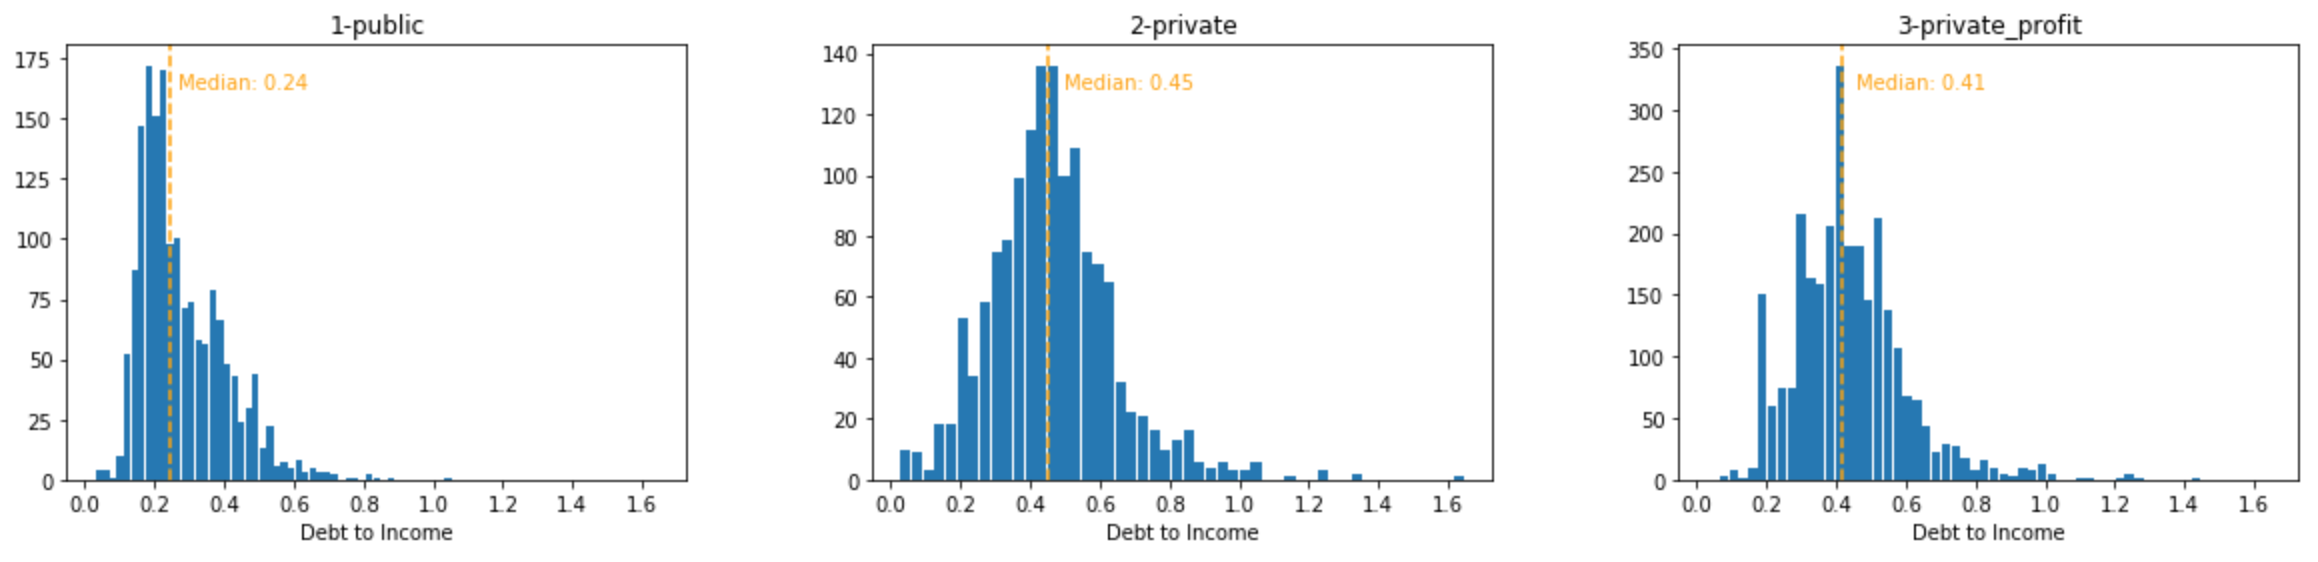 1-public
175
150
125
100
75
50
25
0
Median: 0.24
0.0 0.2 0.4 0.6 0.8 1.0 1.2 1.4 1.6
Debt to Income
2-private
140
120
100
80
60
40
20
0
Median: 0.45
0.0 0.2 0.4 0.6 0.8 1.0 1.2 1.4 1.6
Debt to Income
3-private_profit
350
300
250
200
150
100
50
0
Median: 0.41
0.0 0.2 0.4 0.6 0.8 1.0 1.2 1.4 1.6
Debt to Income